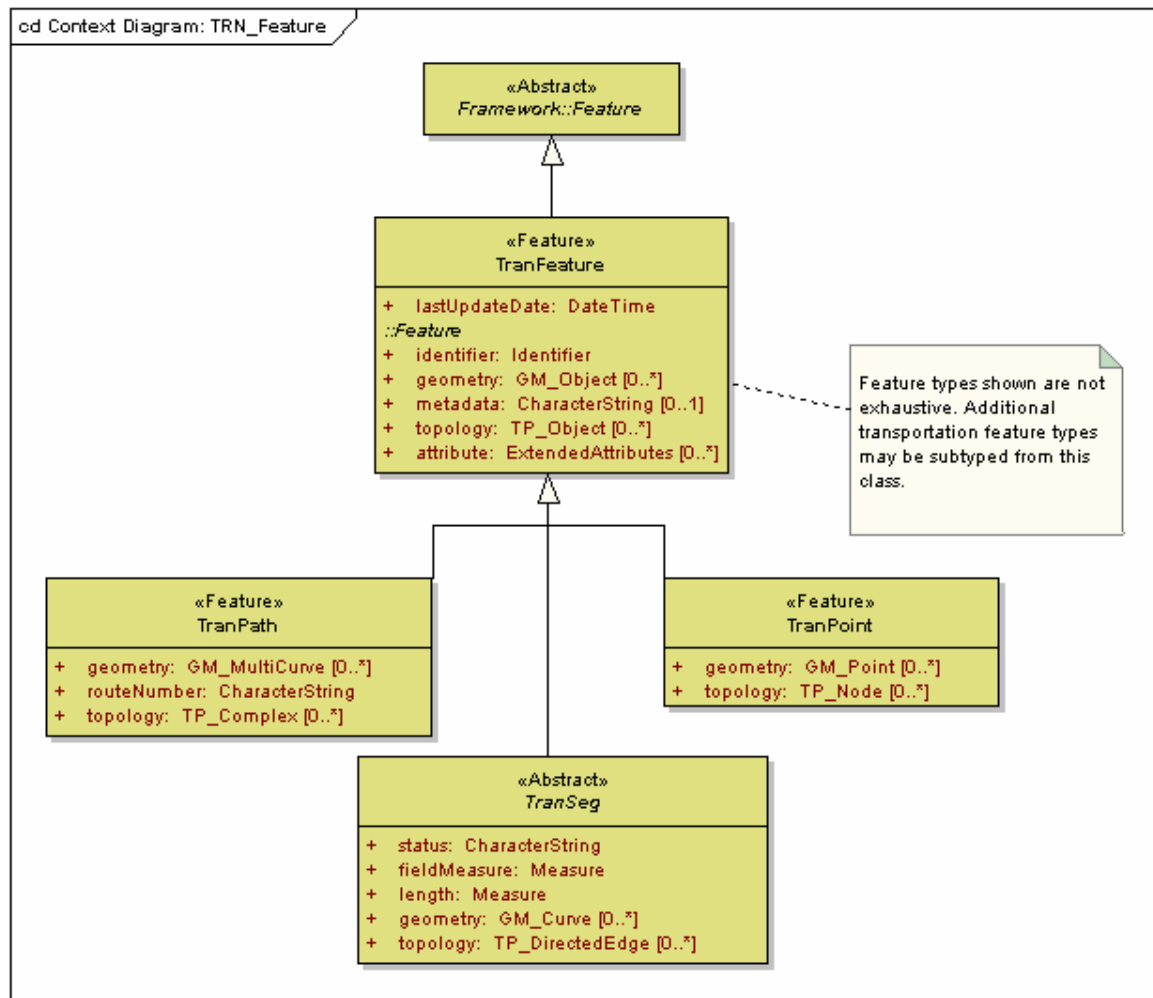 cd Context Diagram: TRN_Feature
«Abstract»
Framework::Feature
«Feature»
TranFeature
+ lastUpdateDate: DateTime
::Feature
+ identifier: Identifier
+ geometry: GM_Object [0..*]
+ metadata: CharacterString [0..1]
+ topology: TP_Object [0..*]
+ attribute: ExtendedAttributes [0..*]
Feature types shown are not
exhaustive. Additional
transportation feature types
may be subtyped from this
class.
«Feature»
TranPath
+ geometry: GM_MultiCurve [0..*]
+ routeNumber: CharacterString
+ topology: TP_Complex [0..*]
«Feature»
TranPoint
+ geometry: GM_Point [0..*]
+ topology: TP_Node [0..*]
«Abstract»
TranSeg
+ status: CharacterString
+ fieldMeasure: Measure
+ length: Measure
+ geometry: GM_Curve [0..*]
+ topology: TP_DirectedEdge [0..*]